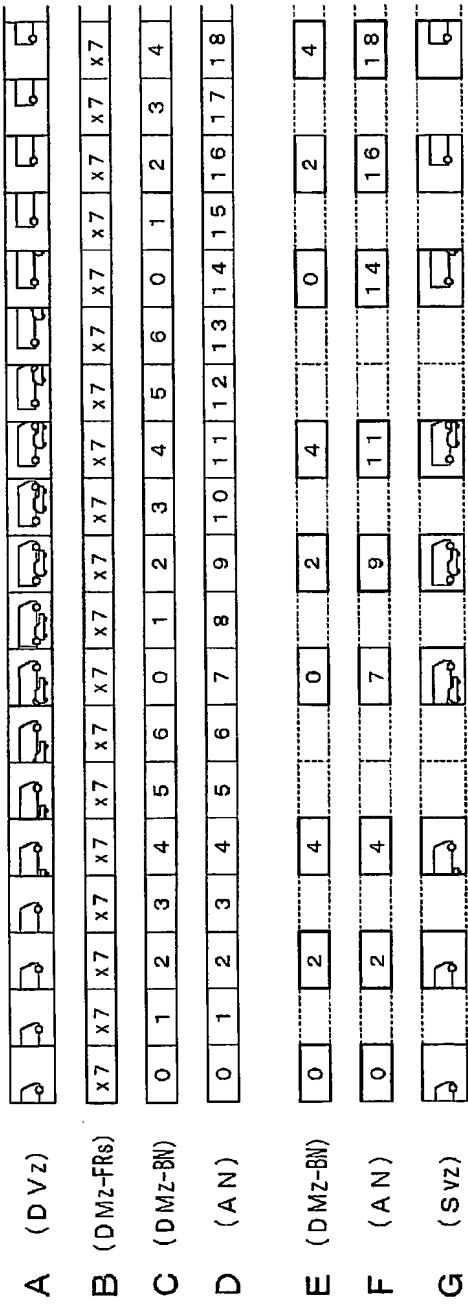 A (DVz)
B (DMz-FRs) x7 x7 x7 x7 x7 x7 x7 x7 x7 x7 x7 x7 x7 x7 x7 x7 x7 x7 x7
C (DMz-BN) 0 1 2 3 4 5 6 0 1 2 3 4 5 6 0 1 2 3 4
D (AN) 0 1 2 3 4 5 6 7 8 9 10 11 12 13 14 15 16 17 18
E (DMz-BN) 0 2 4 0 2 4 0 2 4
F (AN) 0 2 4 7 9 11 14 16 18
G (SVz)